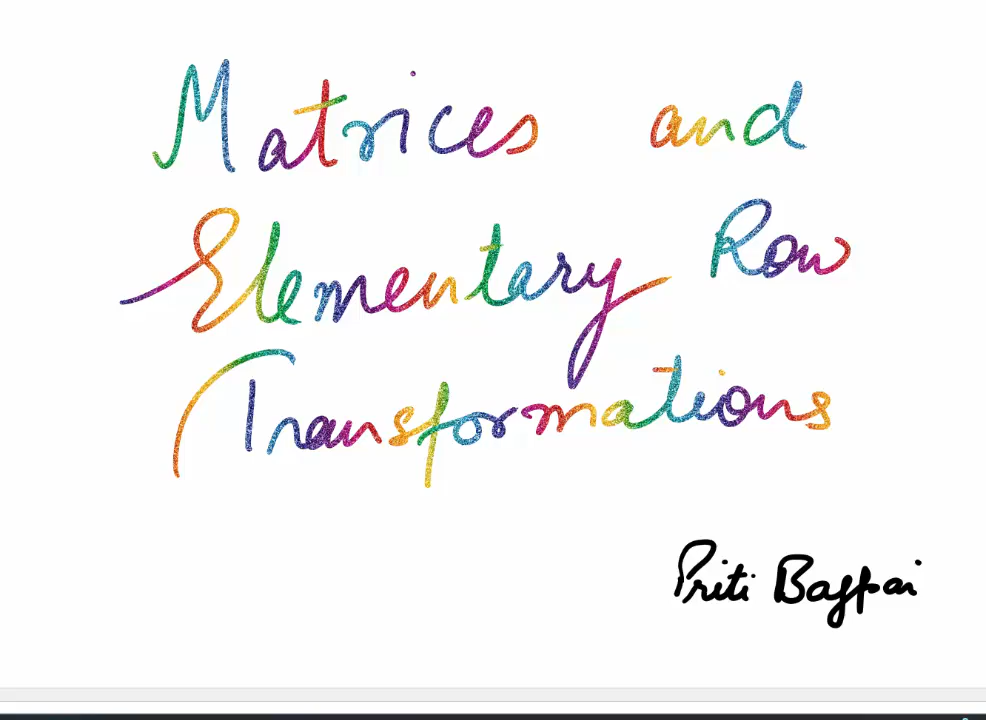 Matrices and
Elementary Row
Transformations
Priti Bajpai